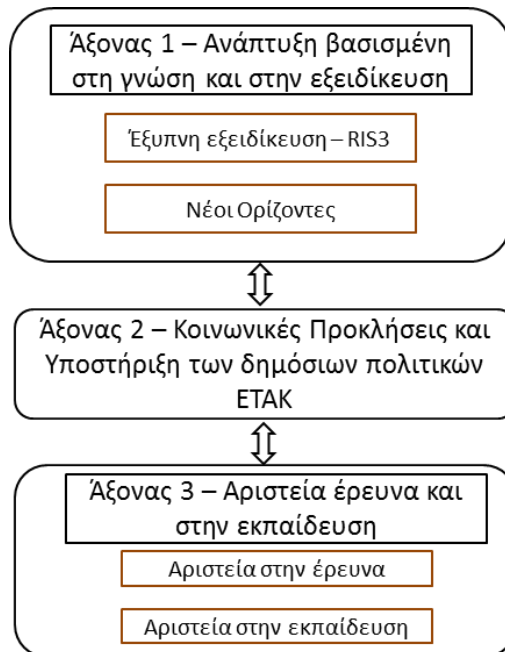 Άξονας 1 – Ανάπτυξη βασισμένη
στη γνώση και στην εξειδίκευση
Έξυπνη εξειδίκευση – RIS3
Νέοι Ορίζοντες
Άξονας 2 – Κοινωνικές Προκλήσεις και
Υποστήριξη των δημόσιων πολιτικών
ΕΤΑΚ
Άξονας 3 – Αριστεία έρευνα και
στην εκπαίδευση
Αριστεία στην έρευνα
Αριστεία στην εκπαίδευση